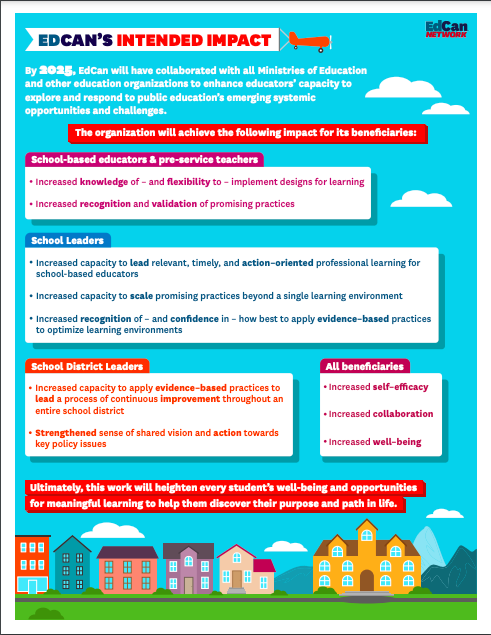 EDCAN'S INTENDED IMPACT
EdCan
NETWORK
By 2025, EdCan will have collaborated with all Ministries of Education
and other education organizations to enhance educators' capacity to
explore and respond to public education's emerging systemic
opportunities and challenges.
The organization will achieve the following impact for its beneficiaries:
School-based educators & pre-service teachers
• Increased knowledge of – and flexibility to – implement designs for learning
• Increased recognition and validation of promising practices
School Leaders
• Increased capacity to lead relevant, timely, and action-oriented professional learning for
school-based educators
• Increased capacity to scale promising practices beyond a single learning environment
• Increased recognition of – and confidence in – how best to apply evidence-based practices
to optimize learning environments
School District Leaders
• Increased capacity to apply evidence-based practices to
lead a process of continuous improvement throughout an
entire school district
• Strengthened sense of shared vision and action towards
key policy issues
All beneficiaries
• Increased self-efficacy
• Increased collaboration
• Increased well-being
Ultimately, this work will heighten every student's well-being and opportunities
for meaningful learning to help them discover their purpose and path in life.